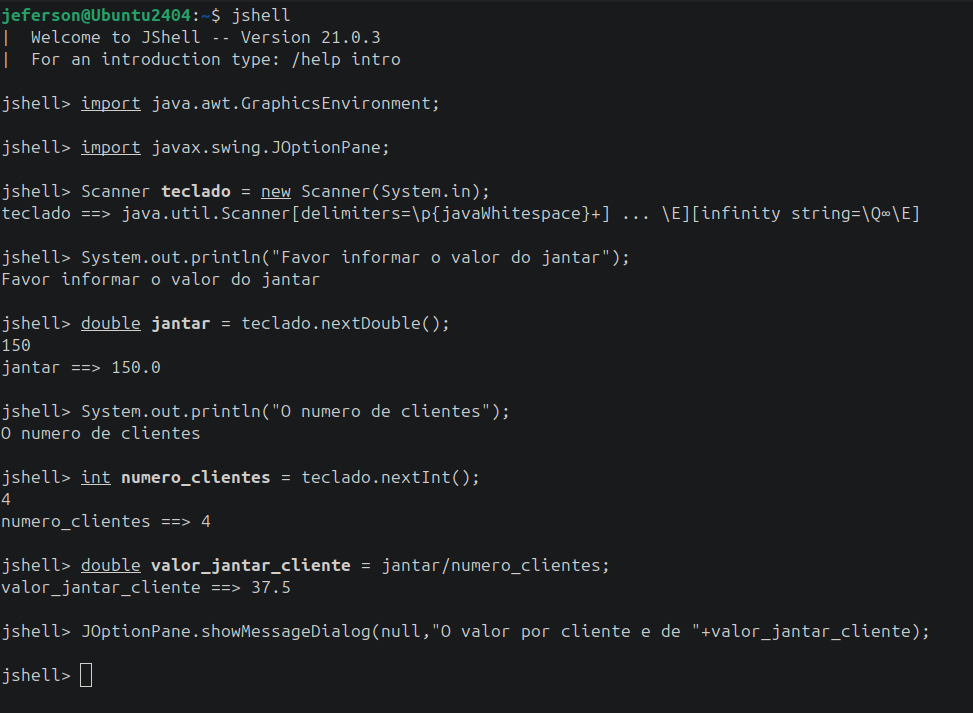 jeferson@Ubuntu2404:~$ jshell
|  Welcome to JShell -- Version 21.0.3
|  For an introduction type: /help intro
jshell> import java.awt.GraphicsEnvironment;
jshell> import javax.swing.JOptionPane;
jshell> Scanner teclado = new Scanner(System.in);
teclado ==> java.util.Scanner[delimiters=\p{javaWhitespace}+] ... \E][infinity string=\Q∞\E]
jshell> System.out.println("Favor informar o valor do jantar");
Favor informar o valor do jantar
jshell> double jantar = teclado.nextDouble();
150
jantar ==> 150.0
jshell> System.out.println("O numero de clientes");
O numero de clientes
jshell> int numero_clientes = teclado.nextInt();
4
numero_clientes ==> 4
jshell> double valor_jantar_cliente = jantar/numero_clientes;
valor_jantar_cliente ==> 37.5
jshell> JOptionPane.showMessageDialog(null,"O valor por cliente e de "+valor_jantar_cliente);
jshell>